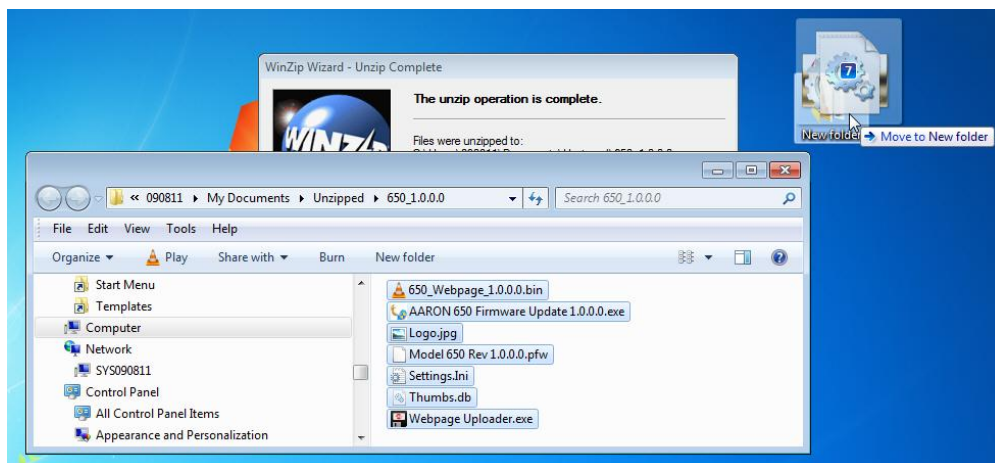 WinZip Wizard - Unzip Complete
The unzip operation is complete.
Files were unzipped to:
WINZip
7
New folder
Move to New folder
« 090811 ▸ My Documents ▸ Unzipped ▸ 650_1.0.0.0
Search 650_1.0.0.0
File Edit View Tools Help
Organize Play Share with Burn New folder
Start Menu
Templates
Computer
Network
SYS090811
Control Panel
All Control Panel Items
Appearance and Personalization
650_Webpage_1.0.0.0.bin
AARON 650 Firmware Update 1.0.0.0.exe
Logo.jpg
Model 650 Rev 1.0.0.0.pfw
Settings.Ini
Thumbs.db
Webpage Uploader.exe